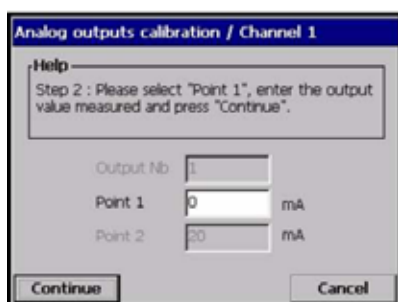 Analog outputs calibration / Channel 1
Help
Step 2 : Please select "Point 1", enter the output
value measured and press "Continue".
Output Nb 1
Point 1 0 mA
Point 2 20 mA
Continue Cancel